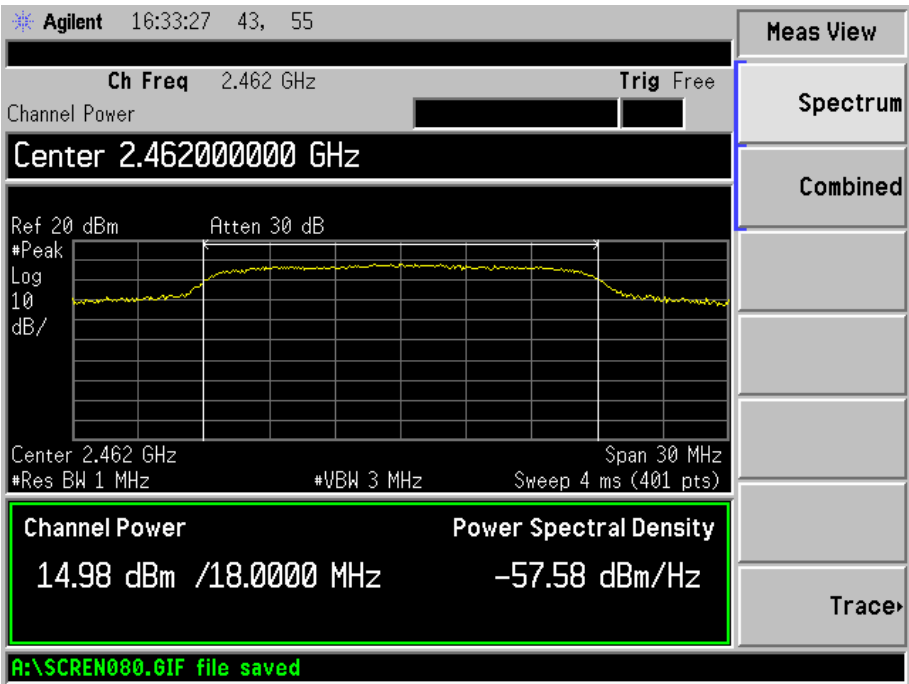 Agilent 16:33:27 43, 55
Meas View
Ch Freq 2.462 GHz Trig Free
Channel Power
Spectrum
Center 2.462000000 GHz
Combined
Ref 20 dBm Atten 30 dB
#Peak
Log
10
dB/
Center 2.462 GHz Span 30 MHz
#Res BW 1 MHz #VBW 3 MHz Sweep 4 ms (401 pts)
Channel Power Power Spectral Density
14.98 dBm /18.0000 MHz -57.58 dBm/Hz
Trace
A:\SCREN080.GIF file saved